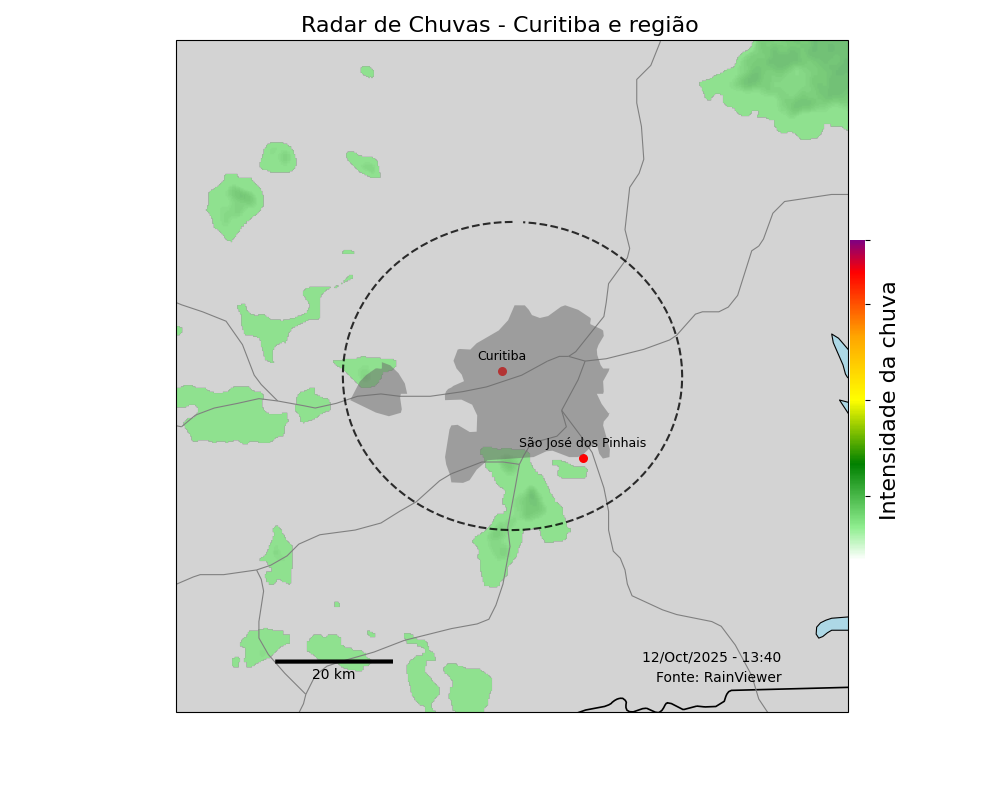 Radar de Chuvas - Curitiba e região
Curitiba
São José dos Pinhais
Intensidade da chuva
12/Oct/2025 - 13:40
Fonte: RainViewer
20 km